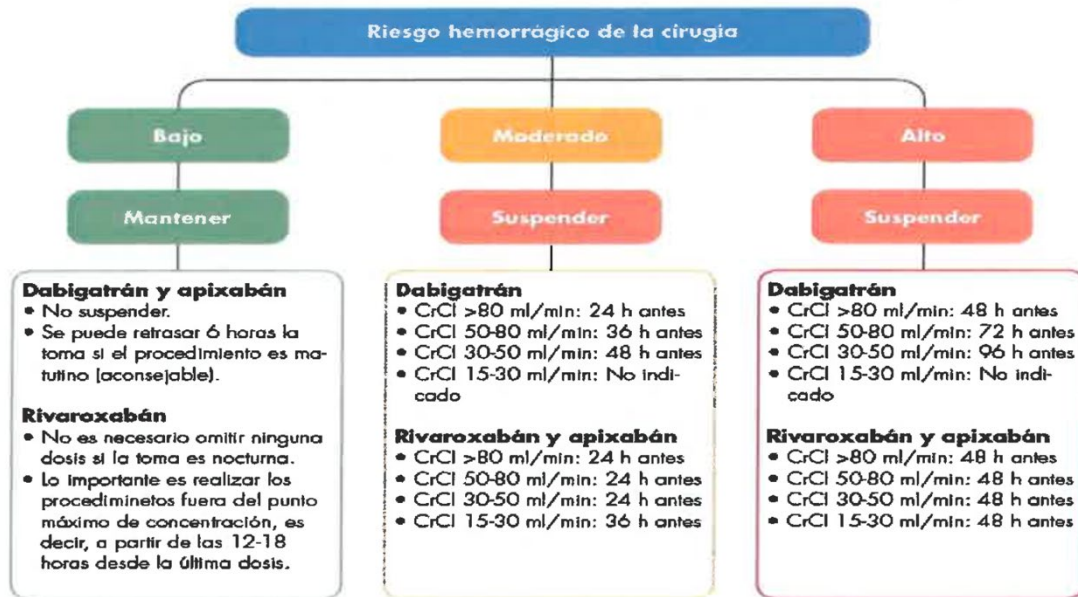 Riesgo hemorrágico de la cirugía
Bajo
Mantener
Dabigatrán y apixabán
• No suspender.
• Se puede retrasar 6 horas la
toma si el procedimiento es ma-
tutino (aconsejable).
Rivaroxabán
• No es necesario omitir ninguna
dosis si la toma es nocturna.
• Lo importante es realizar los
procediminetos fuera del punto
máximo de concentración, es
decir, a partir de las 12-18
horas desde la última dosis.
Moderado
Suspender
Dabigatrán
• CrCl >80 ml/min: 24 h antes
• CrCl 50-80 ml/min: 36 h antes
• CrCl 30-50 ml/min: 48 h antes
• CrCl 15-30 ml/min: No indi-
cado
Rivaroxabán y apixabán
• CrCl >80 ml/min: 24 h antes
• CrCl 50-80 ml/min: 24 h antes
• CrCl 30-50 ml/min: 24 h antes
• CrCl 15-30 ml/min: 36 h antes
Alto
Suspender
Dabigatrán
• CrCl >80 ml/min: 48 h antes
• CrCl 50-80 ml/min: 72 h antes
• CrCl 30-50 ml/min: 96 h antes
• CrCl 15-30 ml/min: No indi-
cado
Rivaroxabán y apixabán
• CrCl >80 ml/min: 48 h antes
• CrCl 50-80 ml/min: 48 h antes
• CrCl 30-50 ml/min: 48 h antes
• CrCl 15-30 ml/min: 48 h antes